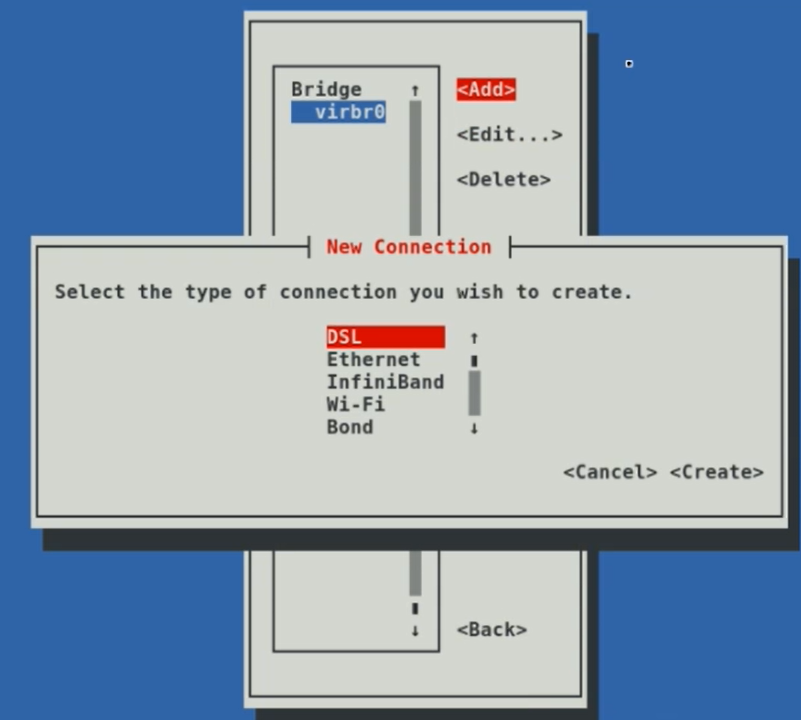 Bridge
virbr0
<Add>
<Edit...>
<Delete>
New Connection
Select the type of connection you wish to create.
DSL
Ethernet
InfiniBand
Wi-Fi
Bond
<Cancel> <Create>
<Back>